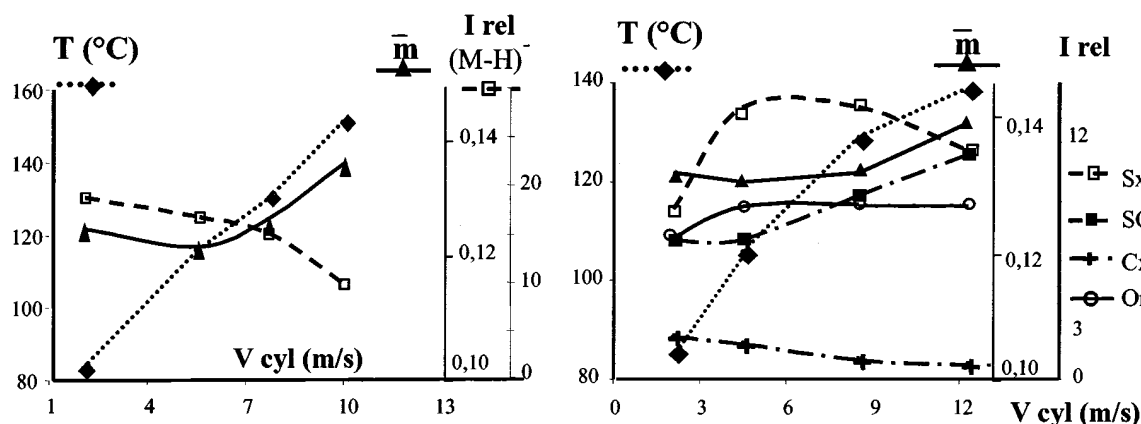 T (°C)
m̄
I rel
(M-H)⁻
160
140
120
100
80
0,14
0,12
0,10
20
10
0
V cyl (m/s)
1 4 7 10 13
T (°C)
m̄
I rel
140
120
100
80
0,14
0,12
0,10
12
3
0
Sx
SO
Cx
0 3 6 9 12 V cyl (m/s)